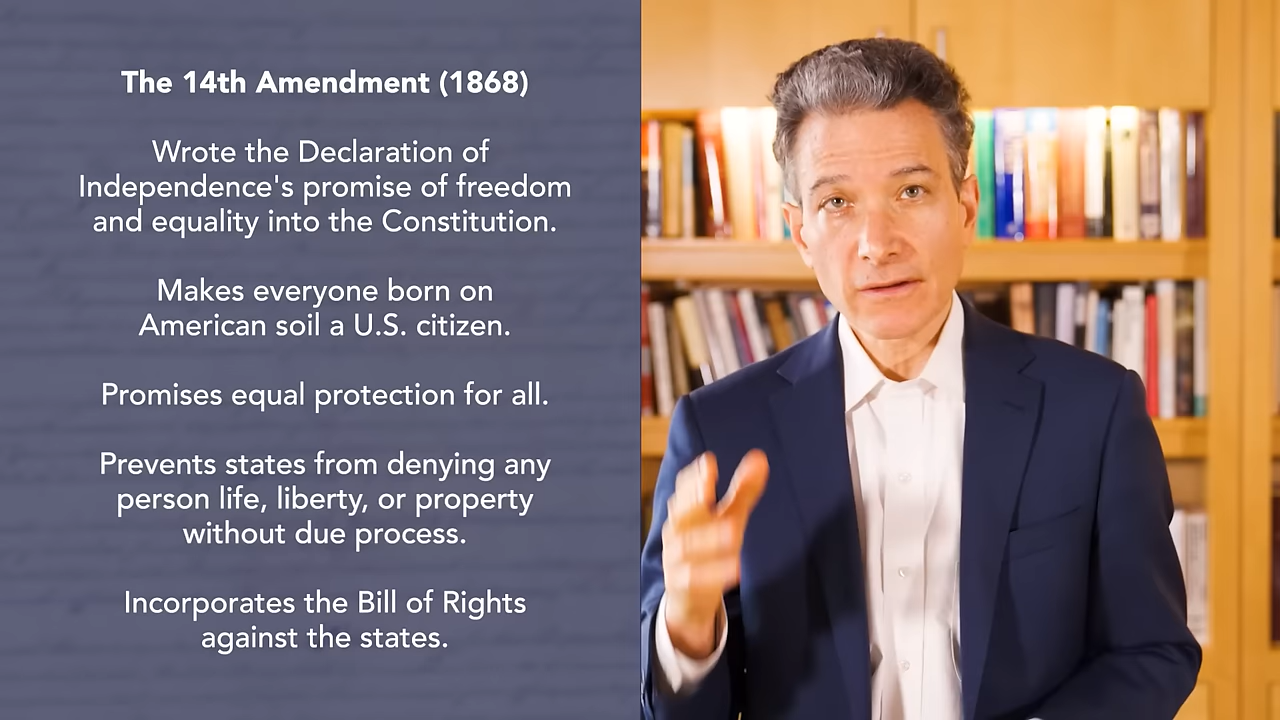 The 14th Amendment (1868)
Wrote the Declaration of
Independence's promise of freedom
and equality into the Constitution.
Makes everyone born on
American soil a U.S. citizen.
Promises equal protection for all.
Prevents states from denying any
person life, liberty, or property
without due process.
Incorporates the Bill of Rights
against the states.